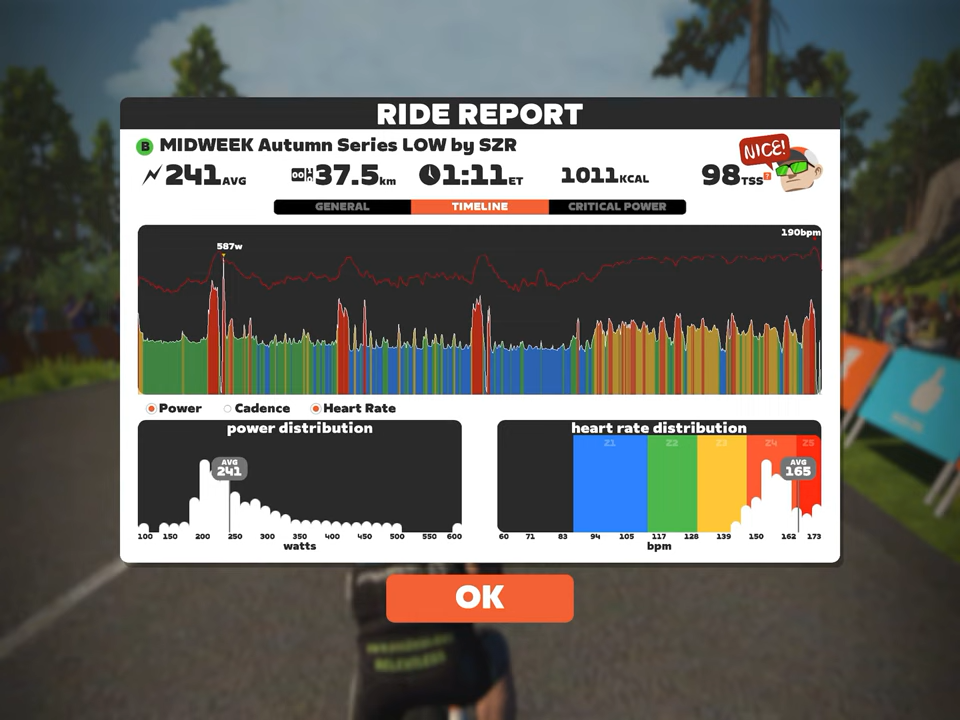 RIDE REPORT
B MIDWEEK Autumn Series LOW by SZR
NICE!
241AVG 37.5km 1:11ET 1011KCAL 98TSS?
GENERAL TIMELINE CRITICAL POWER
190bpm
587w
Power Cadence Heart Rate
power distribution
AVG
241
100 150 200 250 300 350 400 450 500 550 600
watts
heart rate distribution
Z1 Z2 Z3 Z4 Z5
AVG
165
60 71 83 94 105 117 128 139 150 162 173
bpm
OK
RELENTLESS